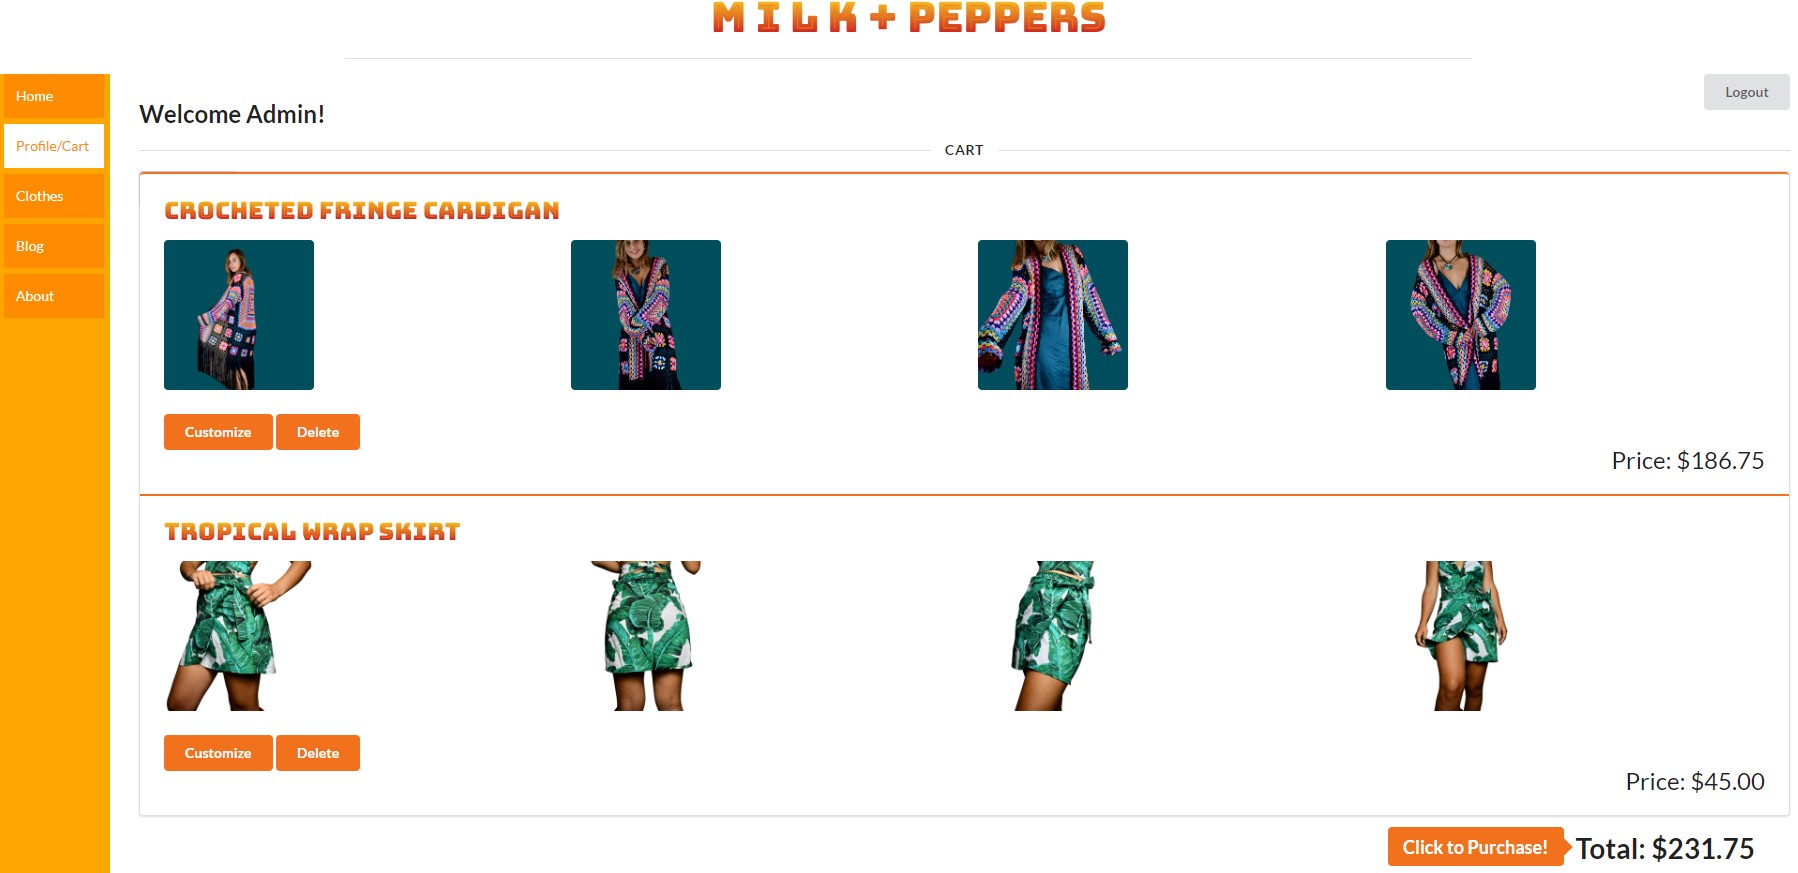 MILK + PEPPERS
Home
Profile/Cart
Clothes
Blog
About
Logout
Welcome Admin!
CART
CROCHETED FRINGE CARDIGAN
Customize Delete
Price: $186.75
TROPICAL WRAP SKIRT
Customize Delete
Price: $45.00
Click to Purchase! Total: $231.75